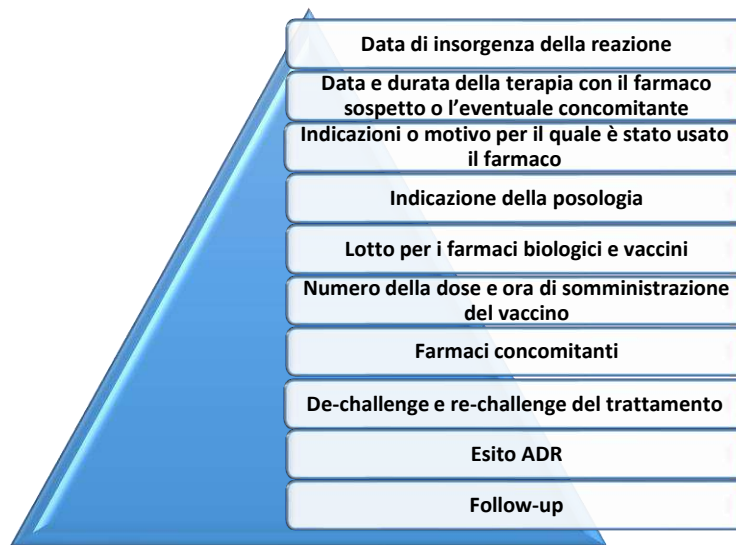 Data di insorgenza della reazione
Data e durata della terapia con il farmaco
sospetto o l'eventuale concomitante
Indicazioni o motivo per il quale è stato usato
il farmaco
Indicazione della posologia
Lotto per i farmaci biologici e vaccini
Numero della dose e ora di somministrazione
del vaccino
Farmaci concomitanti
De-challenge e re-challenge del trattamento
Esito ADR
Follow-up